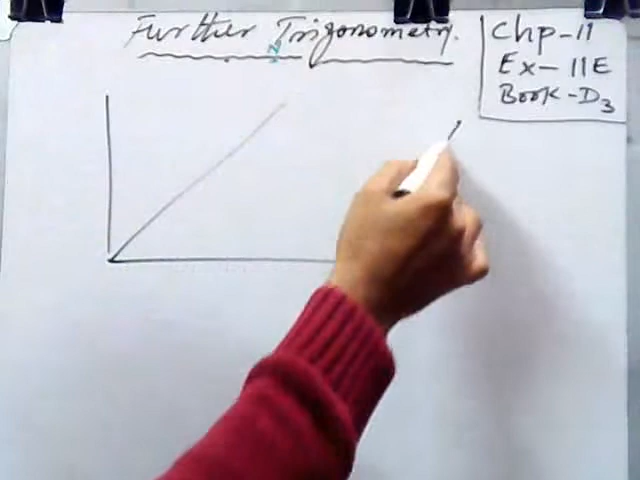 Further Trigonometry.
N
Chp-11
Ex-11E
Book-D3